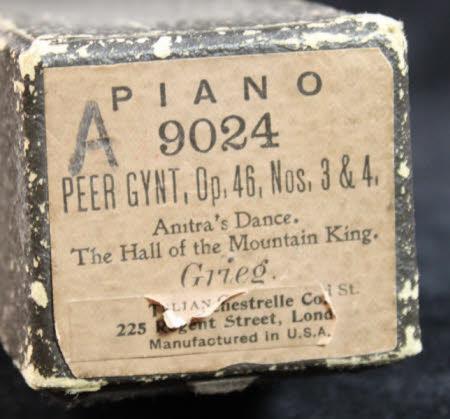 PIANO
A 9024
PEER GYNT, Op. 46, Nos. 3 & 4.
Anitra's Dance.
The Hall of the Mountain King.
Grieg.
St.
225 Regent Street,
Manufactured in U.S.A.